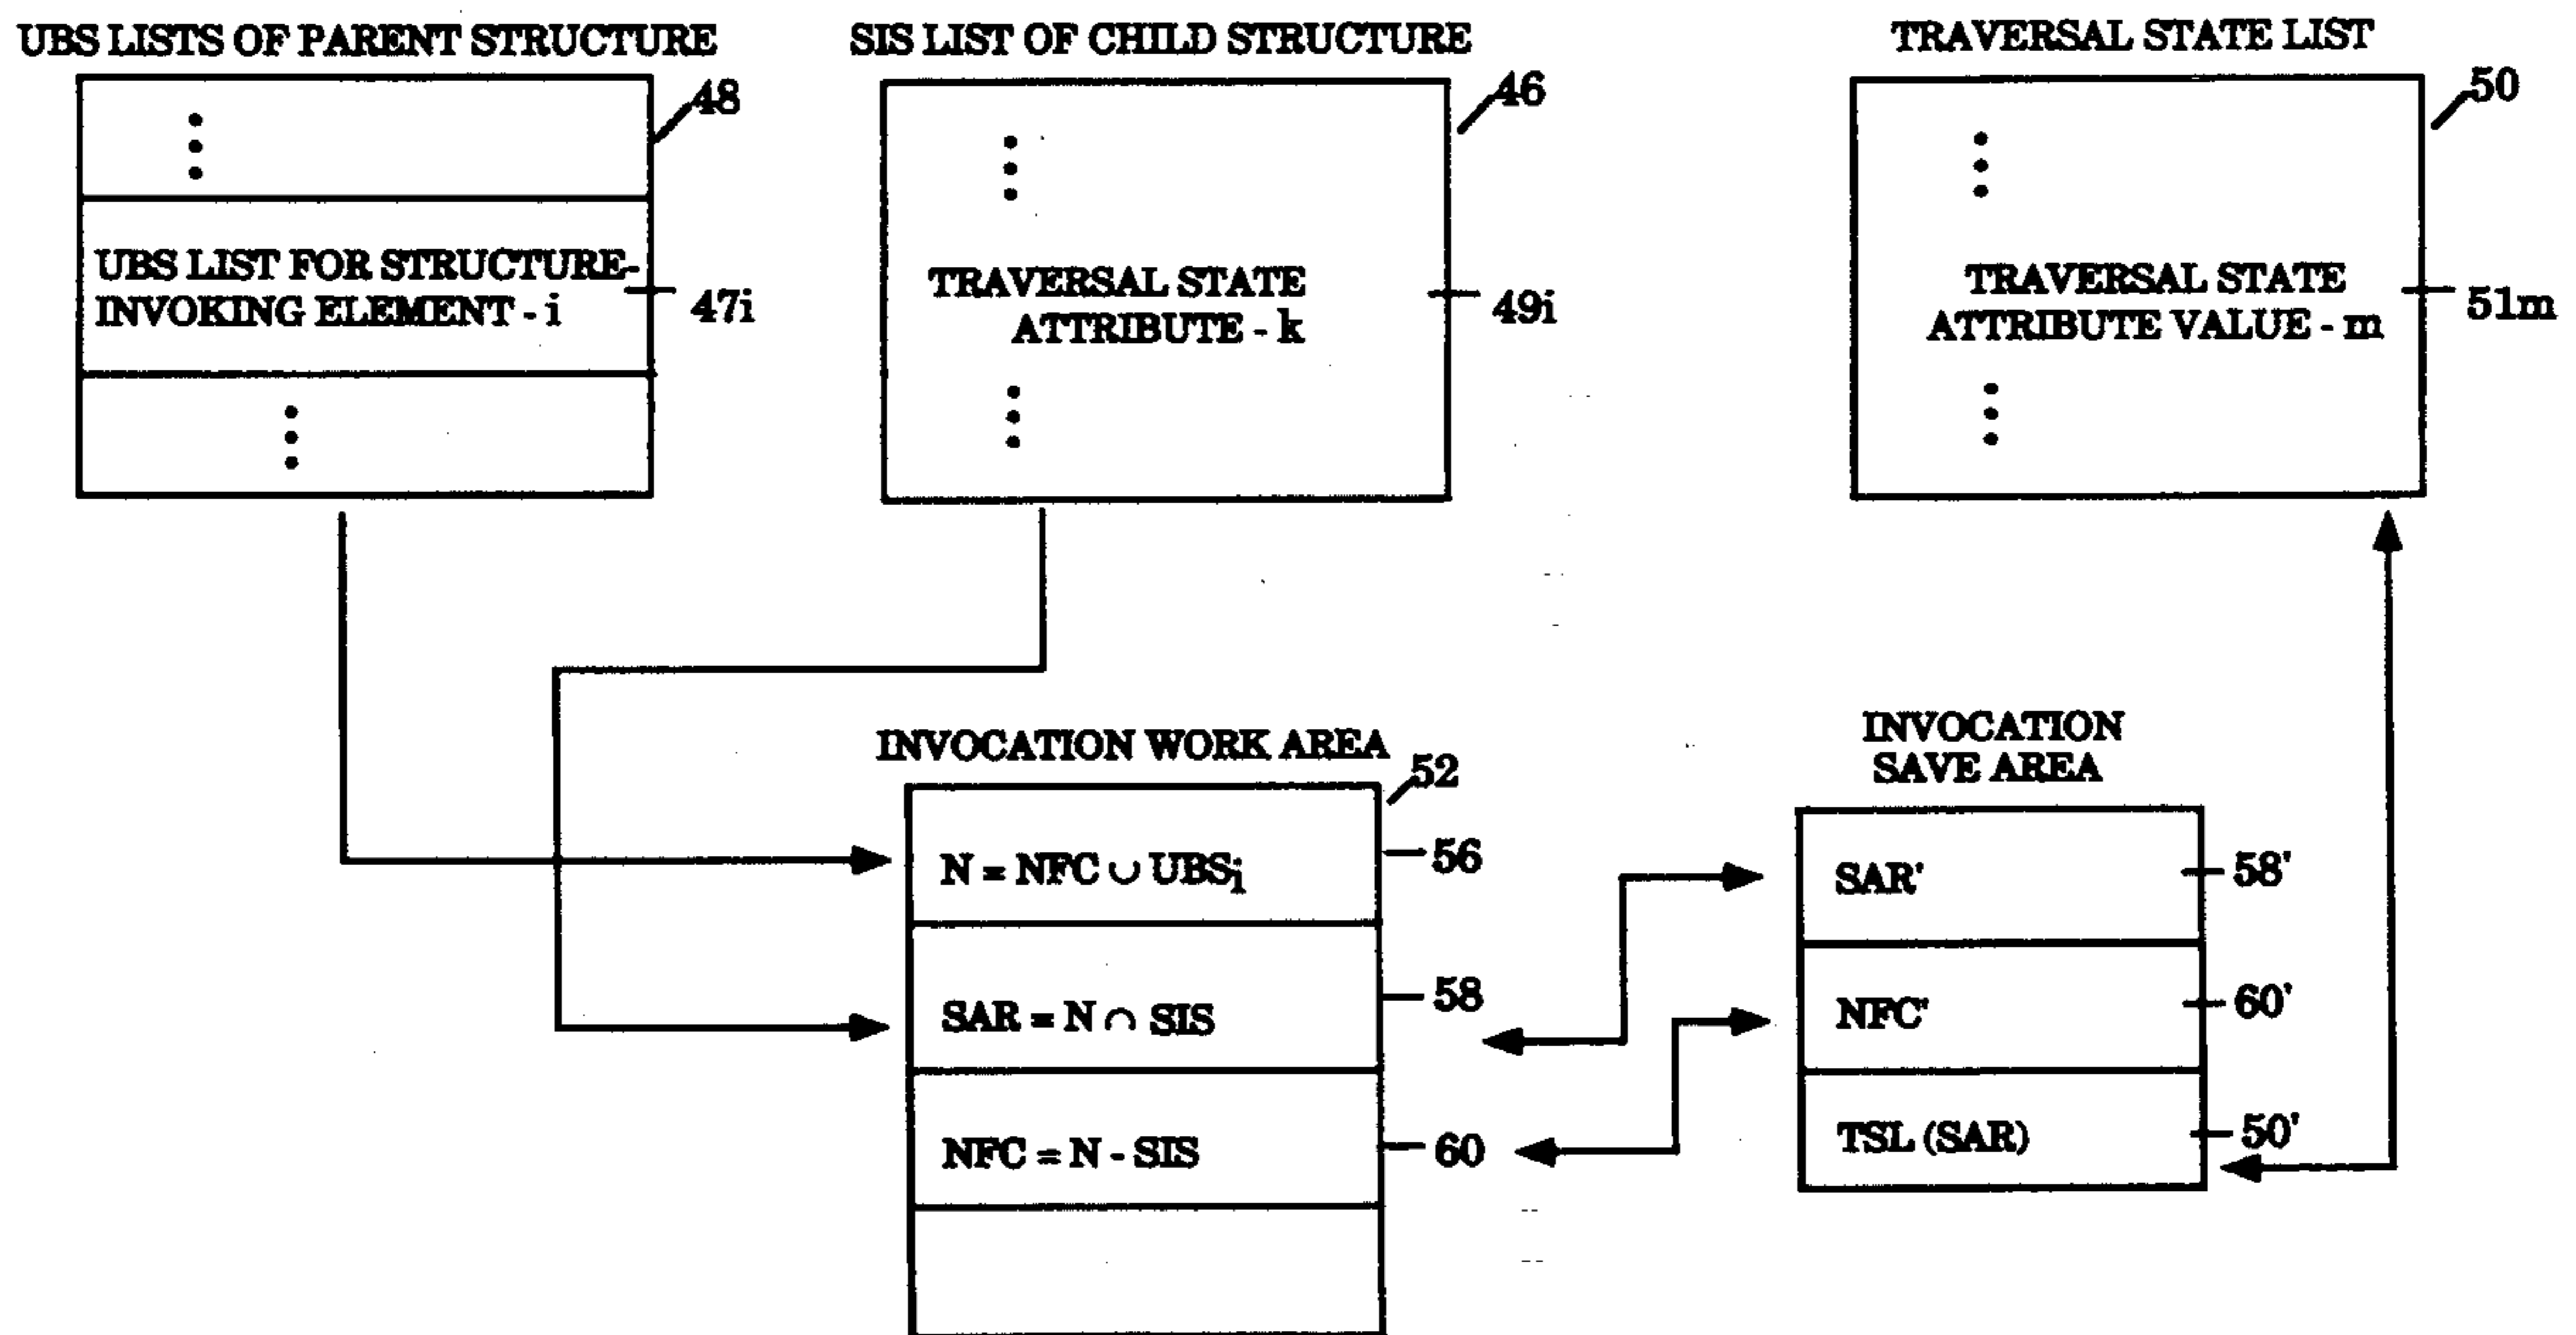 UBS LISTS OF PARENT STRUCTURE
48
UBS LIST FOR STRUCTURE-
INVOKING ELEMENT - i
47i
SIS LIST OF CHILD STRUCTURE
46
TRAVERSAL STATE
ATTRIBUTE - k
49i
TRAVERSAL STATE LIST
50
TRAVERSAL STATE
ATTRIBUTE VALUE - m
51m
INVOCATION WORK AREA
52
N = NFC ∪ UBSi
56
SAR = N ∩ SIS
58
NFC = N - SIS
60
INVOCATION
SAVE AREA
SAR'
58'
NFC'
60'
TSL (SAR)
50'